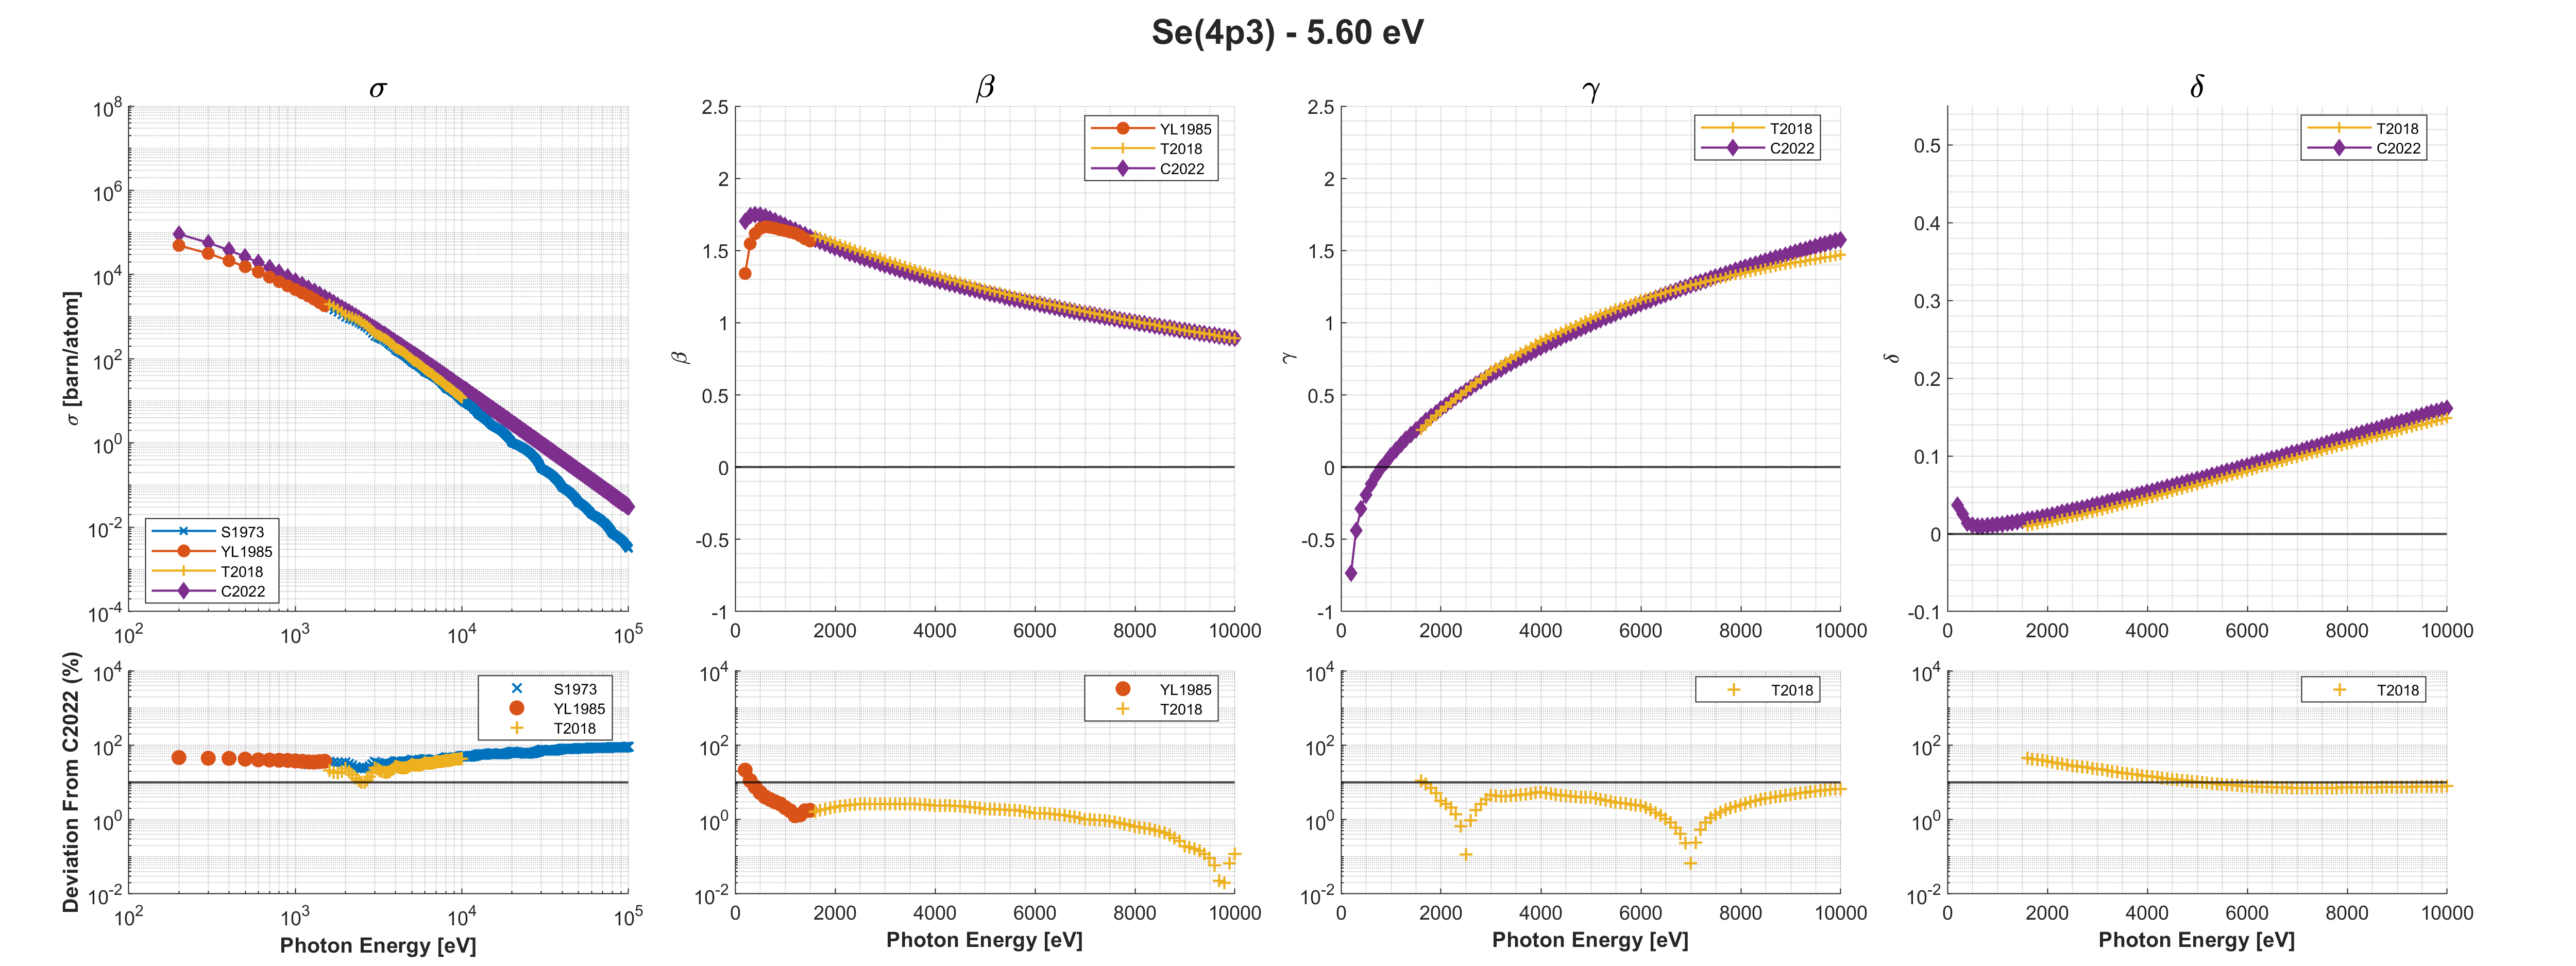 Se(4p3) - 5.60 eV
σ
10^8
10^6
10^4
10^2
10^0
10^-2
10^-4
10^2
10^3
10^4
10^5
σ [barn/atom]
S1973
YL1985
T2018
C2022
β
2.5
2
1.5
1
0.5
0
-0.5
-1
0
2000
4000
6000
8000
10000
β
YL1985
T2018
C2022
γ
2.5
2
1.5
1
0.5
0
-0.5
-1
0
2000
4000
6000
8000
10000
γ
T2018
C2022
δ
0.5
0.4
0.3
0.2
0.1
0
-0.1
0
2000
4000
6000
8000
10000
δ
T2018
C2022
Deviation From C2022 (%)
10^4
10^2
10^0
10^-2
10^2
10^3
10^4
10^5
Photon Energy [eV]
S1973
YL1985
T2018
10^4
10^2
10^0
10^-2
0
2000
4000
6000
8000
10000
Photon Energy [eV]
YL1985
T2018
10^4
10^2
10^0
10^-2
0
2000
4000
6000
8000
10000
Photon Energy [eV]
T2018
10^4
10^2
10^0
10^-2
0
2000
4000
6000
8000
10000
Photon Energy [eV]
T2018